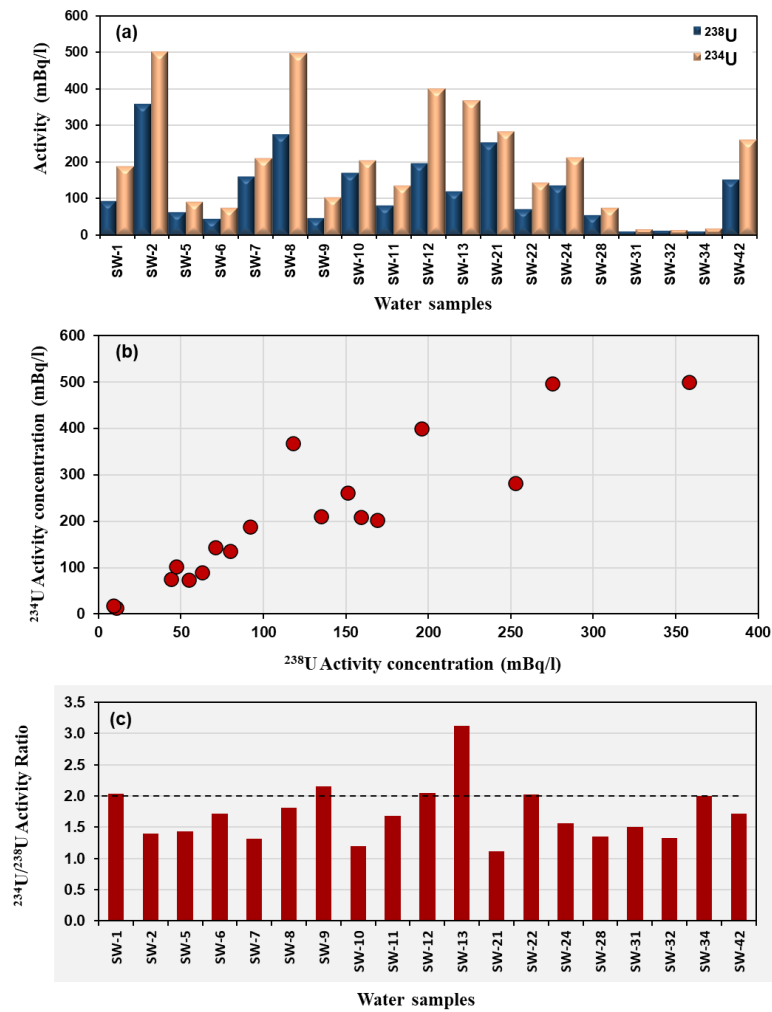 (a)
²³⁸U
²³⁴U
Activity (mBq/l)
600
500
400
300
200
100
0
SW-1
SW-2
SW-5
SW-6
SW-7
SW-8
SW-9
SW-10
SW-11
SW-12
SW-13
SW-21
SW-22
SW-24
SW-28
SW-31
SW-32
SW-34
SW-42
Water samples
(b)
²³⁴U Activity concentration (mBq/l)
600
500
400
300
200
100
0
0 50 100 150 200 250 300 350 400
²³⁸U Activity concentration (mBq/l)
(c)
²³⁴U/²³⁸U Activity Ratio
3.5
3.0
2.5
2.0
1.5
1.0
0.5
0.0
SW-1
SW-2
SW-5
SW-6
SW-7
SW-8
SW-9
SW-10
SW-11
SW-12
SW-13
SW-21
SW-22
SW-24
SW-28
SW-31
SW-32
SW-34
SW-42
Water samples